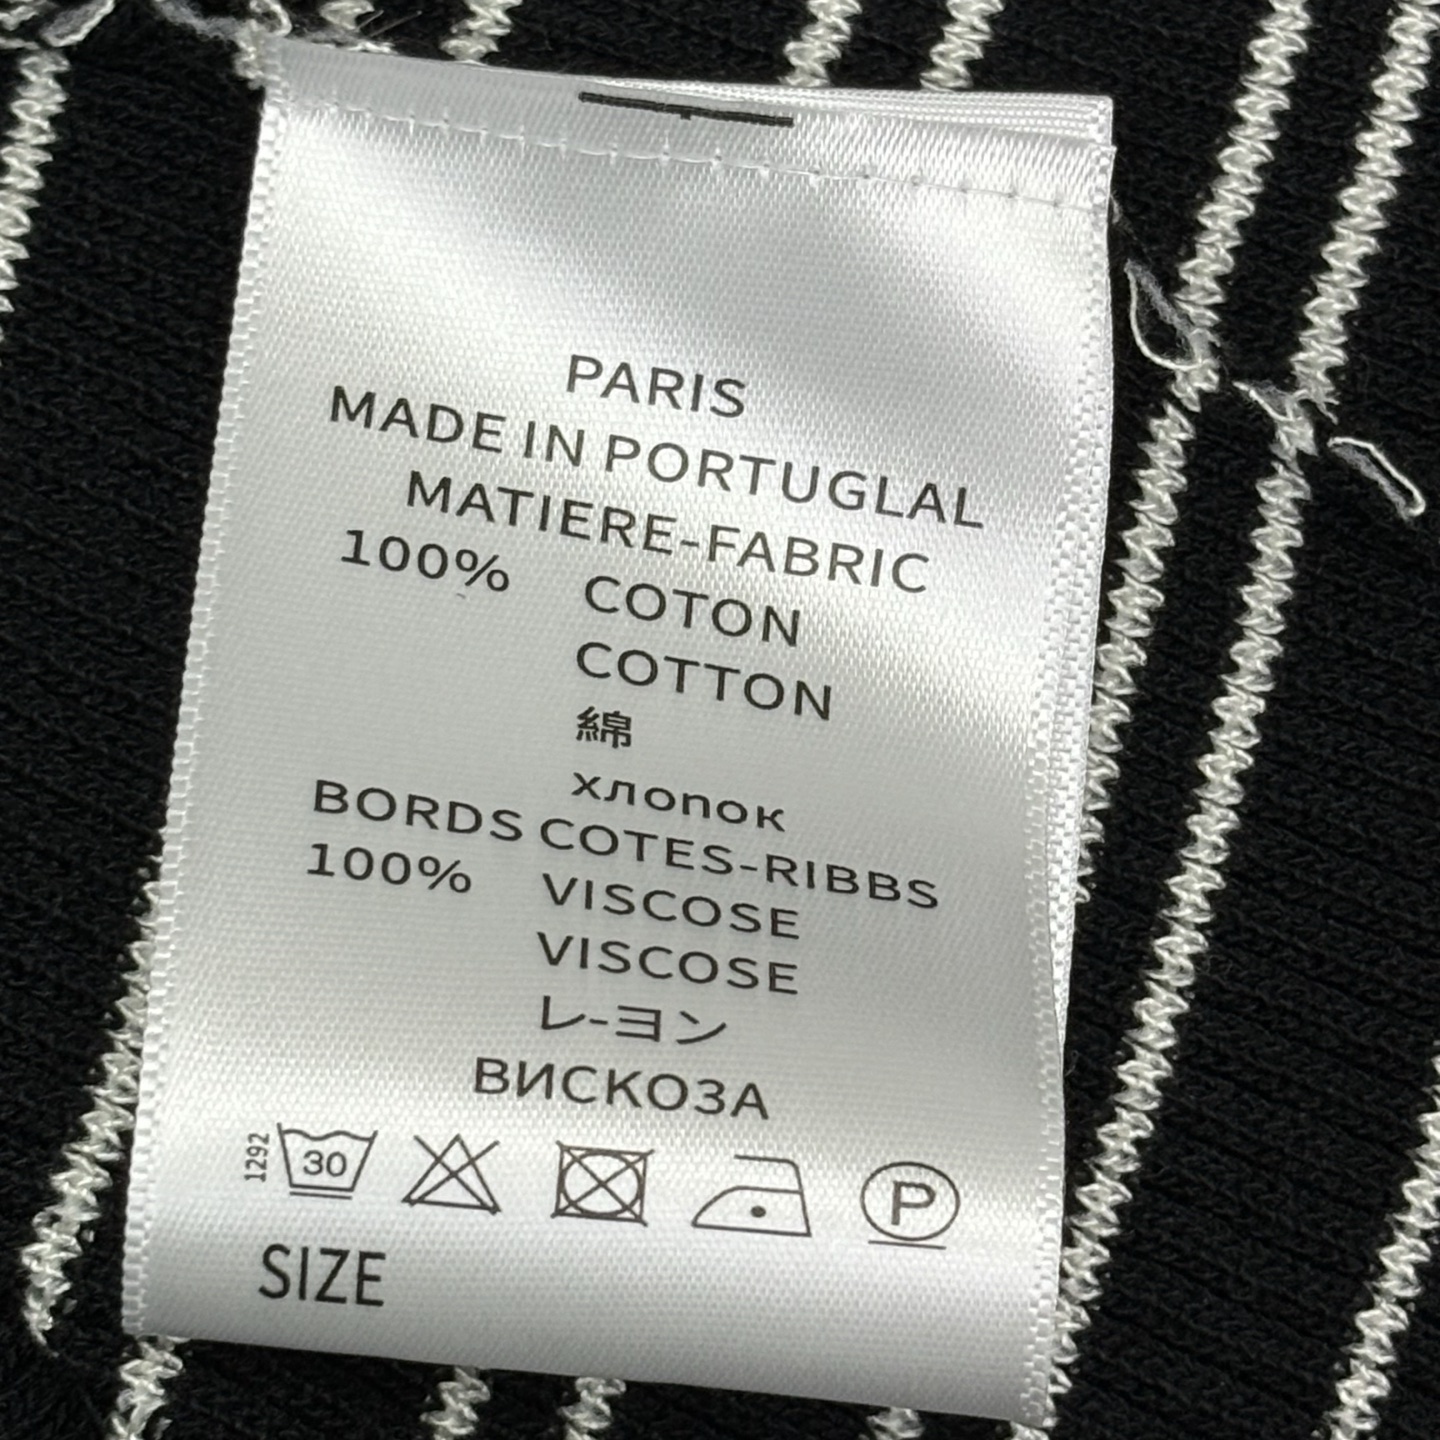 PARIS
MADE IN PORTUGLAL
MATIERE-FABRIC
100% COTON
COTTON
綿
хлопок
BORDS COTES-RIBBS
100% VISCOSE
VISCOSE
レ-ヨン
ВИСКОЗА
1292 30 P
SIZE